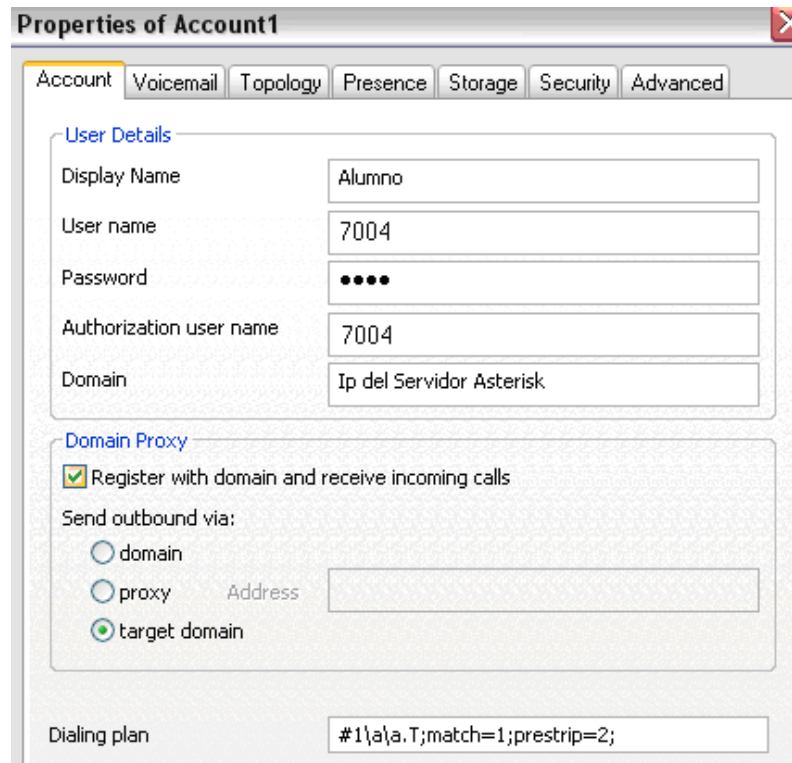 Properties of Account1
Account Voicemail Topology Presence Storage Security Advanced
User Details
Display Name Alumno
User name 7004
Password ••••
Authorization user name 7004
Domain Ip del Servidor Asterisk
Domain Proxy
Register with domain and receive incoming calls
Send outbound via:
domain
proxy Address
target domain
Dialing plan #1\a\a.T;match=1;prestrip=2;